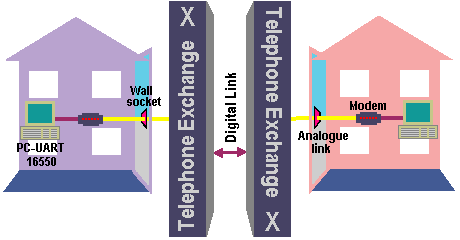 X
Telephone Exchange
Wall
socket
PC-UART
16550
Digital Link
Telephone Exchange
X
Modem
Analogue
link